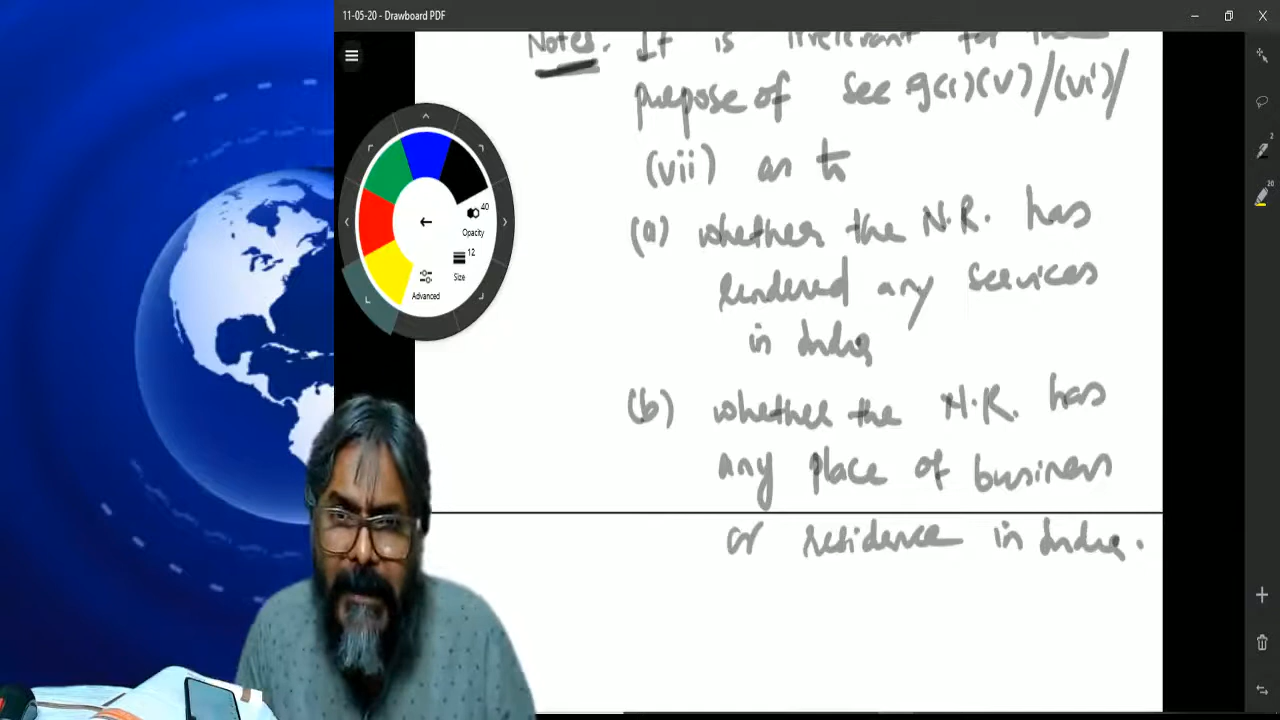 11-05-20 - Drawboard PDF
Notes. It is irrelevant for the
purpose of Sec 9(1)(v)/(vi)/
(vii) as to
(a) whether the N.R. has
rendered any services
in India
(b) whether the N.R. has
any place of business
or residence in India.
40
Opacity
12
Size
Advanced
2
20